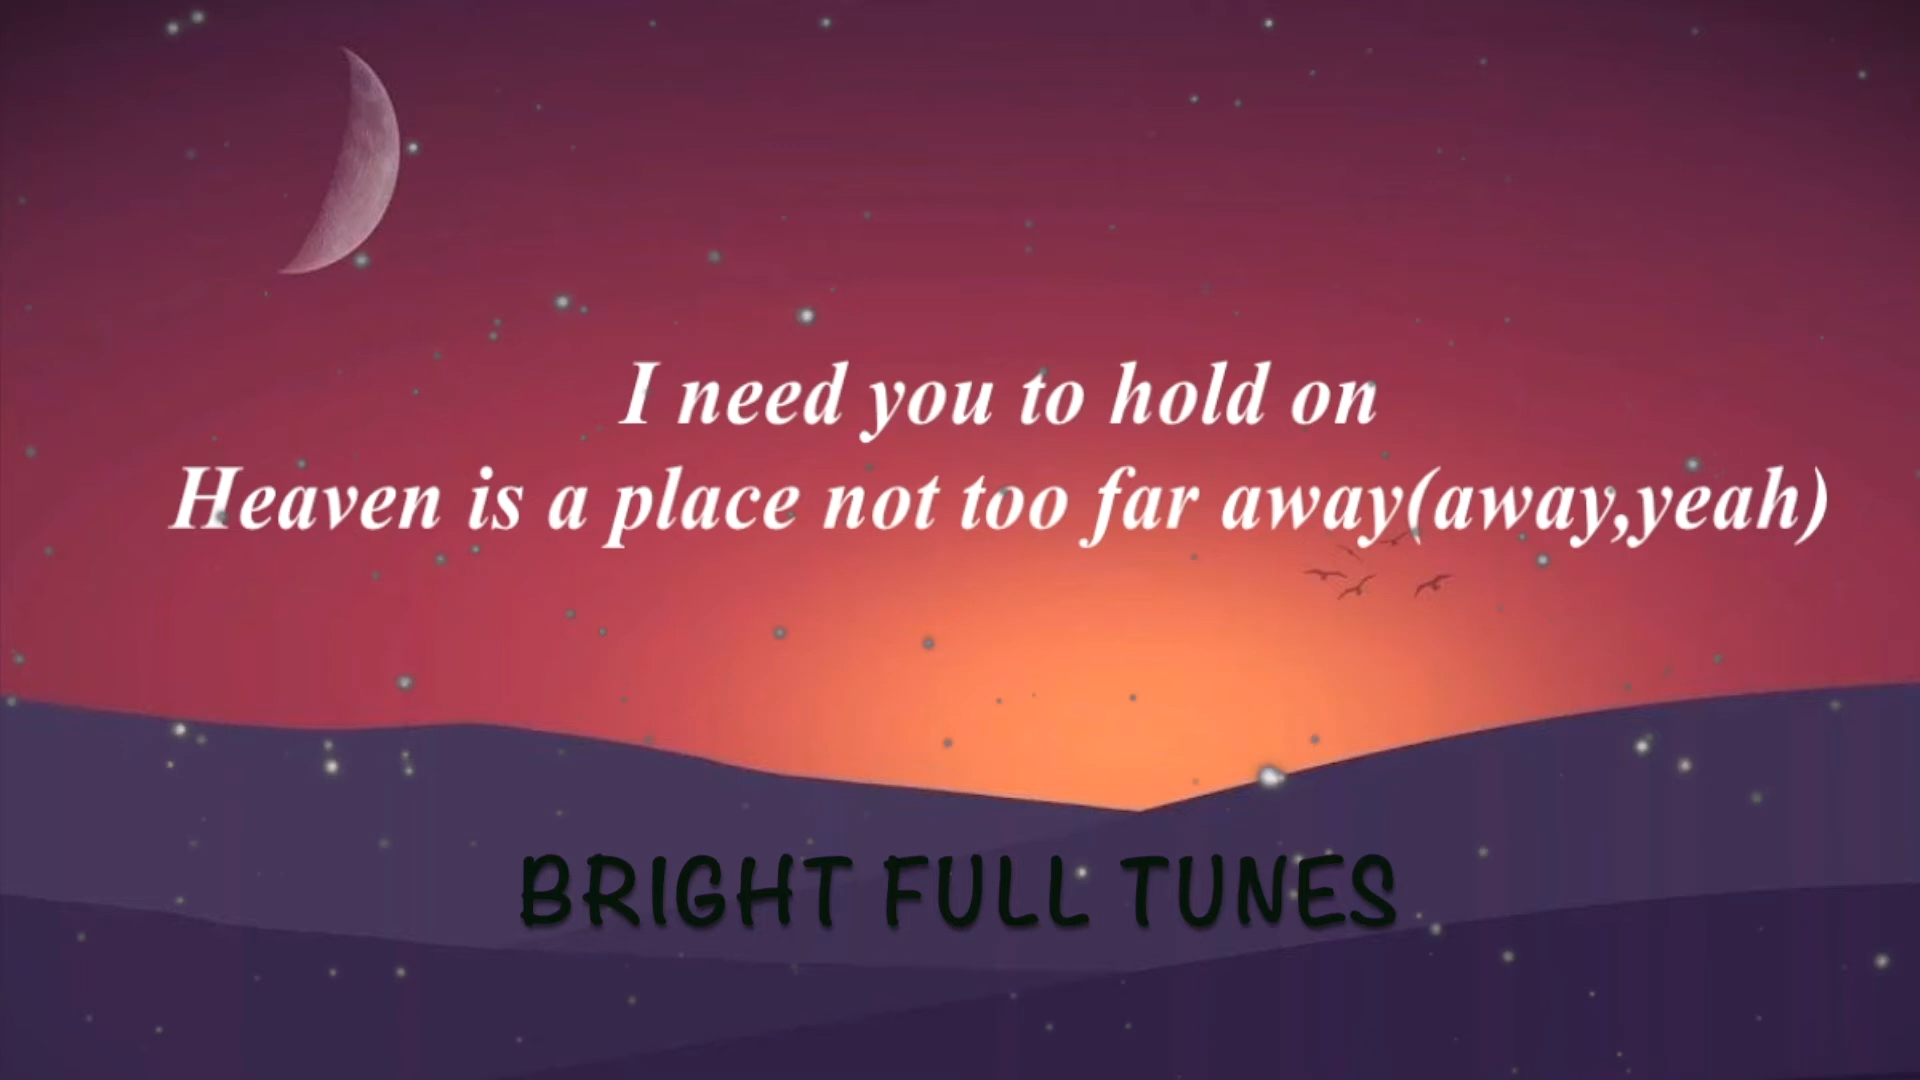 I need you to hold on
Heaven is a place not too far away(away,yeah)
BRIGHT FULL TUNES